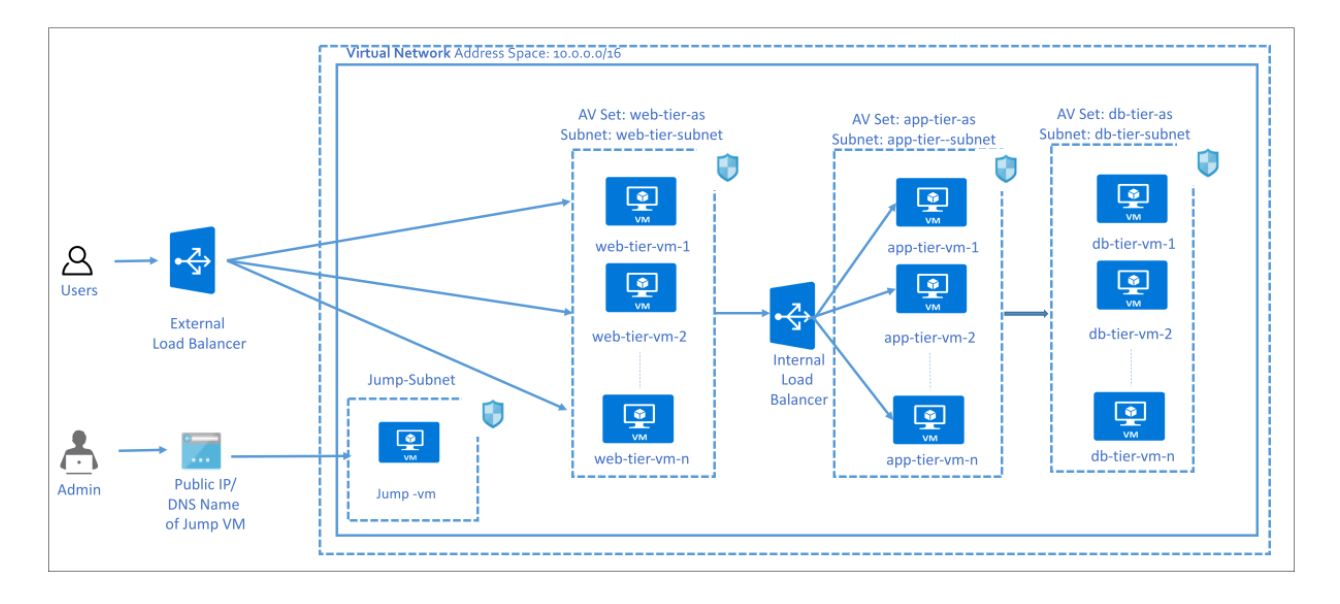 Virtual Network Address Space: 10.0.0.0/16
AV Set: web-tier-as
Subnet: web-tier-subnet
AV Set: app-tier-as
Subnet: app-tier--subnet
AV Set: db-tier-as
Subnet: db-tier-subnet
Users
External
Load Balancer
VM
web-tier-vm-1
VM
web-tier-vm-2
VM
web-tier-vm-n
Internal
Load
Balancer
VM
app-tier-vm-1
VM
app-tier-vm-2
VM
app-tier-vm-n
VM
db-tier-vm-1
VM
db-tier-vm-2
VM
db-tier-vm-n
Jump-Subnet
VM
Jump -vm
Admin
Public IP/
DNS Name
of Jump VM